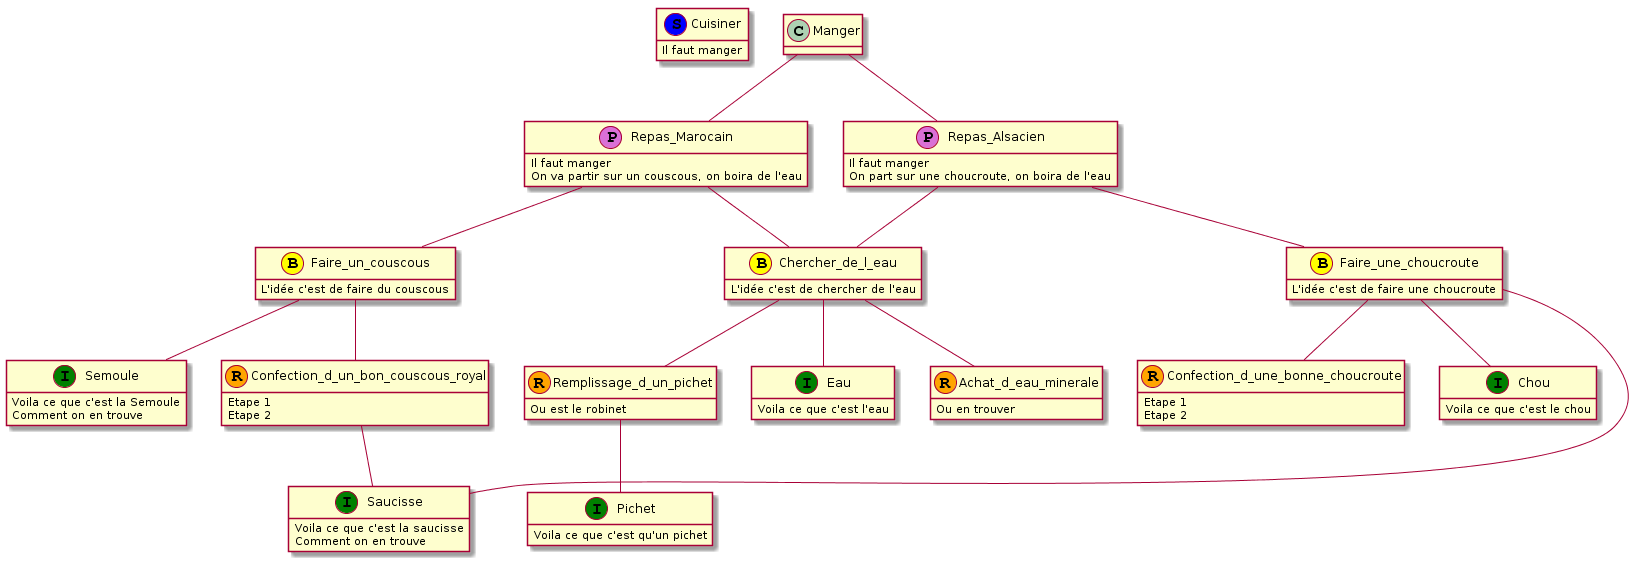 S Cuisiner
Il faut manger
C Manger
P Repas_Marocain
Il faut manger
On va partir sur un couscous, on boira de l'eau
P Repas_Alsacien
Il faut manger
On part sur une choucroute, on boira de l'eau
B Faire_un_couscous
L'idée c'est de faire du couscous
B Chercher_de_l_eau
L'idée c'est de chercher de l'eau
B Faire_une_choucroute
L'idée c'est de faire une choucroute
I Semoule
Voila ce que c'est la Semoule
Comment on en trouve
R Confection_d_un_bon_couscous_royal
Etape 1
Etape 2
R Remplissage_d_un_pichet
Ou est le robinet
I Eau
Voila ce que c'est l'eau
R Achat_d_eau_minerale
Ou en trouver
R Confection_d_une_bonne_choucroute
Etape 1
Etape 2
I Chou
Voila ce que c'est le chou
I Saucisse
Voila ce que c'est la saucisse
Comment on en trouve
I Pichet
Voila ce que c'est qu'un pichet